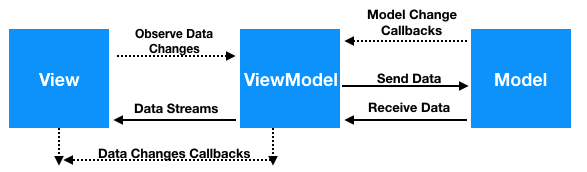 Observe Data
Changes
Model Change
Callbacks
View
ViewModel
Model
Send Data
Data Streams
Receive Data
Data Changes Callbacks